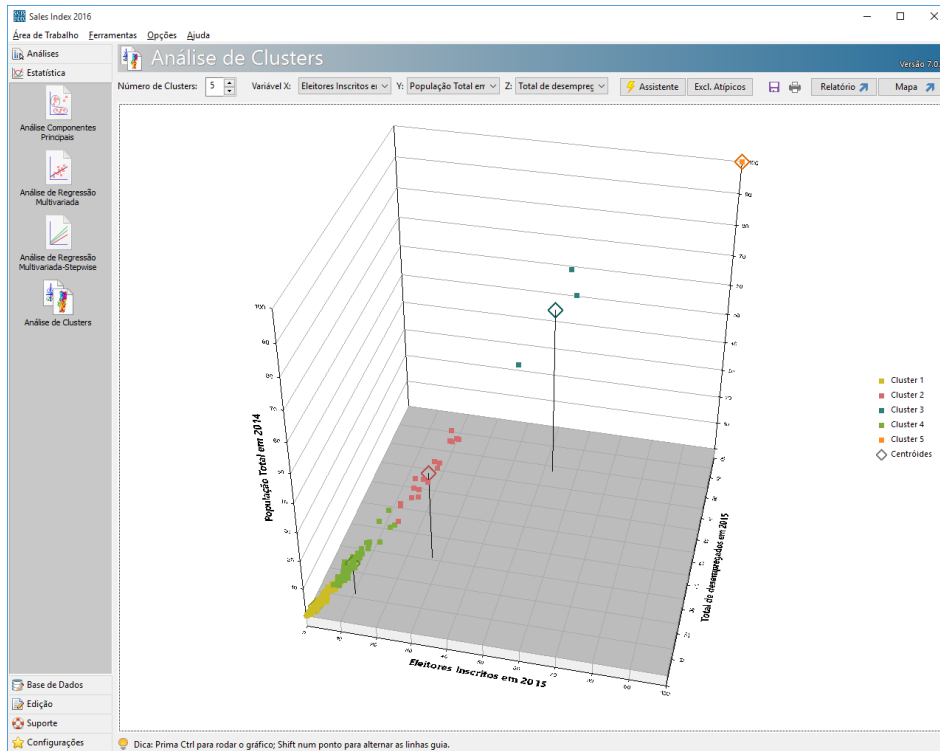 Sales Index 2016
Área de Trabalho Ferramentas Opções Ajuda
Análises
Estatística
Análise Componentes
Principais
Análise de Regressão
Multivariada
Análise de Regressão
Multivariada-Stepwise
Análise de Clusters
Base de Dados
Edição
Suporte
Configurações
Análise de Clusters
Versão 7.0
Número de Clusters: 5 Variável X: Eleitores Inscritos Y: População Total em Z: Total de desempreg Assistente Excl. Atípicos Relatório Mapa
População Total em 2014
Eleitores Inscritos em 2015
Total de desempregados em 2015
Cluster 1
Cluster 2
Cluster 3
Cluster 4
Cluster 5
Centróides
Dica: Prima Ctrl para rodar o gráfico; Shift num ponto para alternar as linhas guia.